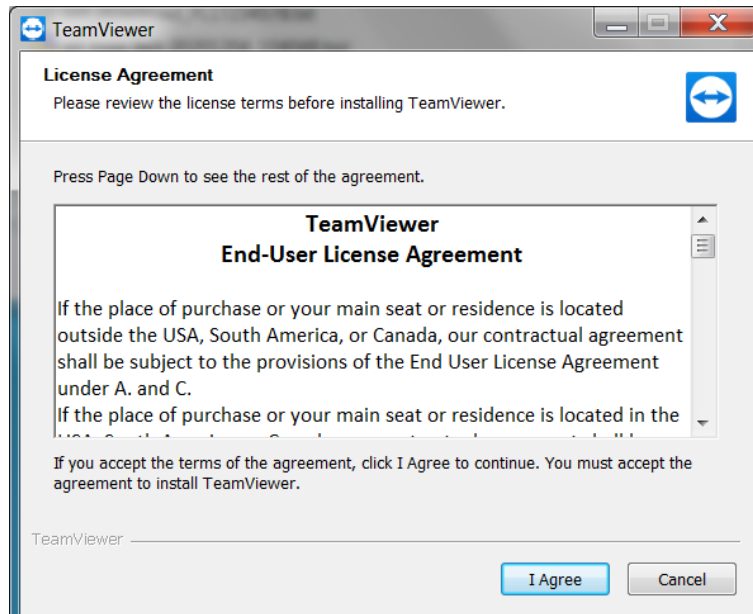 TeamViewer
License Agreement
Please review the license terms before installing TeamViewer.
Press Page Down to see the rest of the agreement.
TeamViewer
End-User License Agreement
If the place of purchase or your main seat or residence is located
outside the USA, South America, or Canada, our contractual agreement
shall be subject to the provisions of the End User License Agreement
under A. and C.
If the place of purchase or your main seat or residence is located in the
If you accept the terms of the agreement, click I Agree to continue. You must accept the
agreement to install TeamViewer.
TeamViewer
I Agree
Cancel